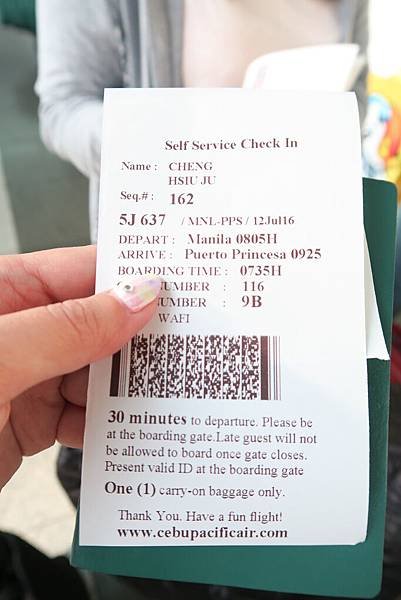 Self Service Check In
Name : CHENG
HSIU JU
Seq.# : 162
5J 637 / MNL-PPS / 12Jul16
DEPART : Manila 0805H
ARRIVE : Puerto Princesa 0925
BOARDING TIME : 0735H
NUMBER : 116
NUMBER : 9B
WAFI
30 minutes to departure. Please be
at the boarding gate.Late guest will not
be allowed to board once gate closes.
Present valid ID at the boarding gate
One (1) carry-on baggage only.
Thank You. Have a fun flight!
www.cebupacificair.com